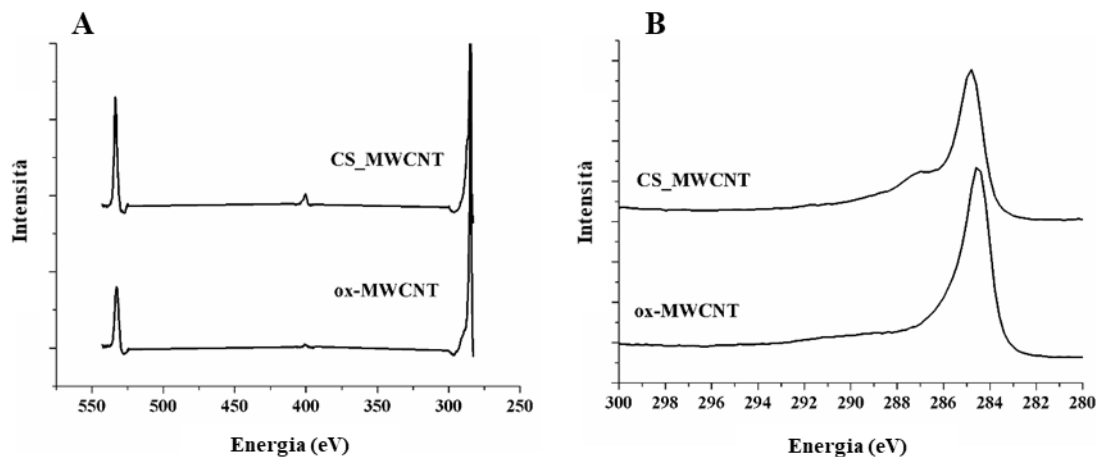 A
Intensità
CS_MWCNT
ox-MWCNT
550 500 450 400 350 300 250
Energia (eV)
B
Intensità
CS_MWCNT
ox-MWCNT
300 298 296 294 292 290 288 286 284 282 280
Energia (eV)